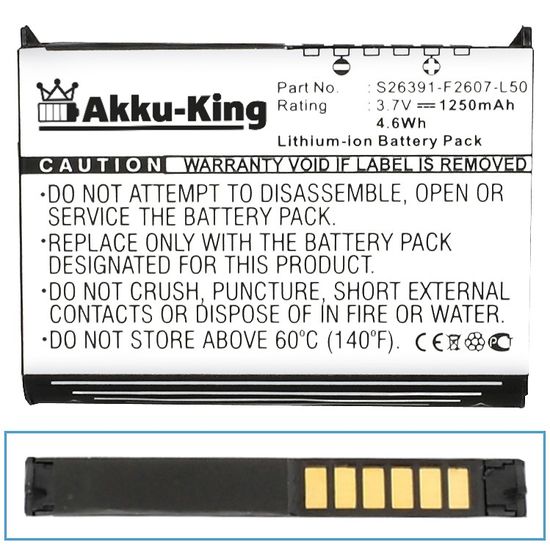 Akku-King
Part No. : S26391-F2607-L50
Rating : 3.7V ⎓ 1250mAh
4.6Wh
Lithium-ion Battery Pack
CAUTION WARRANTY VOID IF LABEL IS REMOVED
•DO NOT ATTEMPT TO DISASSEMBLE, OPEN OR
SERVICE THE BATTERY PACK.
•REPLACE ONLY WITH THE BATTERY PACK
DESIGNATED FOR THIS PRODUCT.
•DO NOT CRUSH, PUNCTURE, SHORT EXTERNAL
CONTACTS OR DISPOSE OF IN FIRE OR WATER.
•DO NOT STORE ABOVE 60°C (140°F). CE